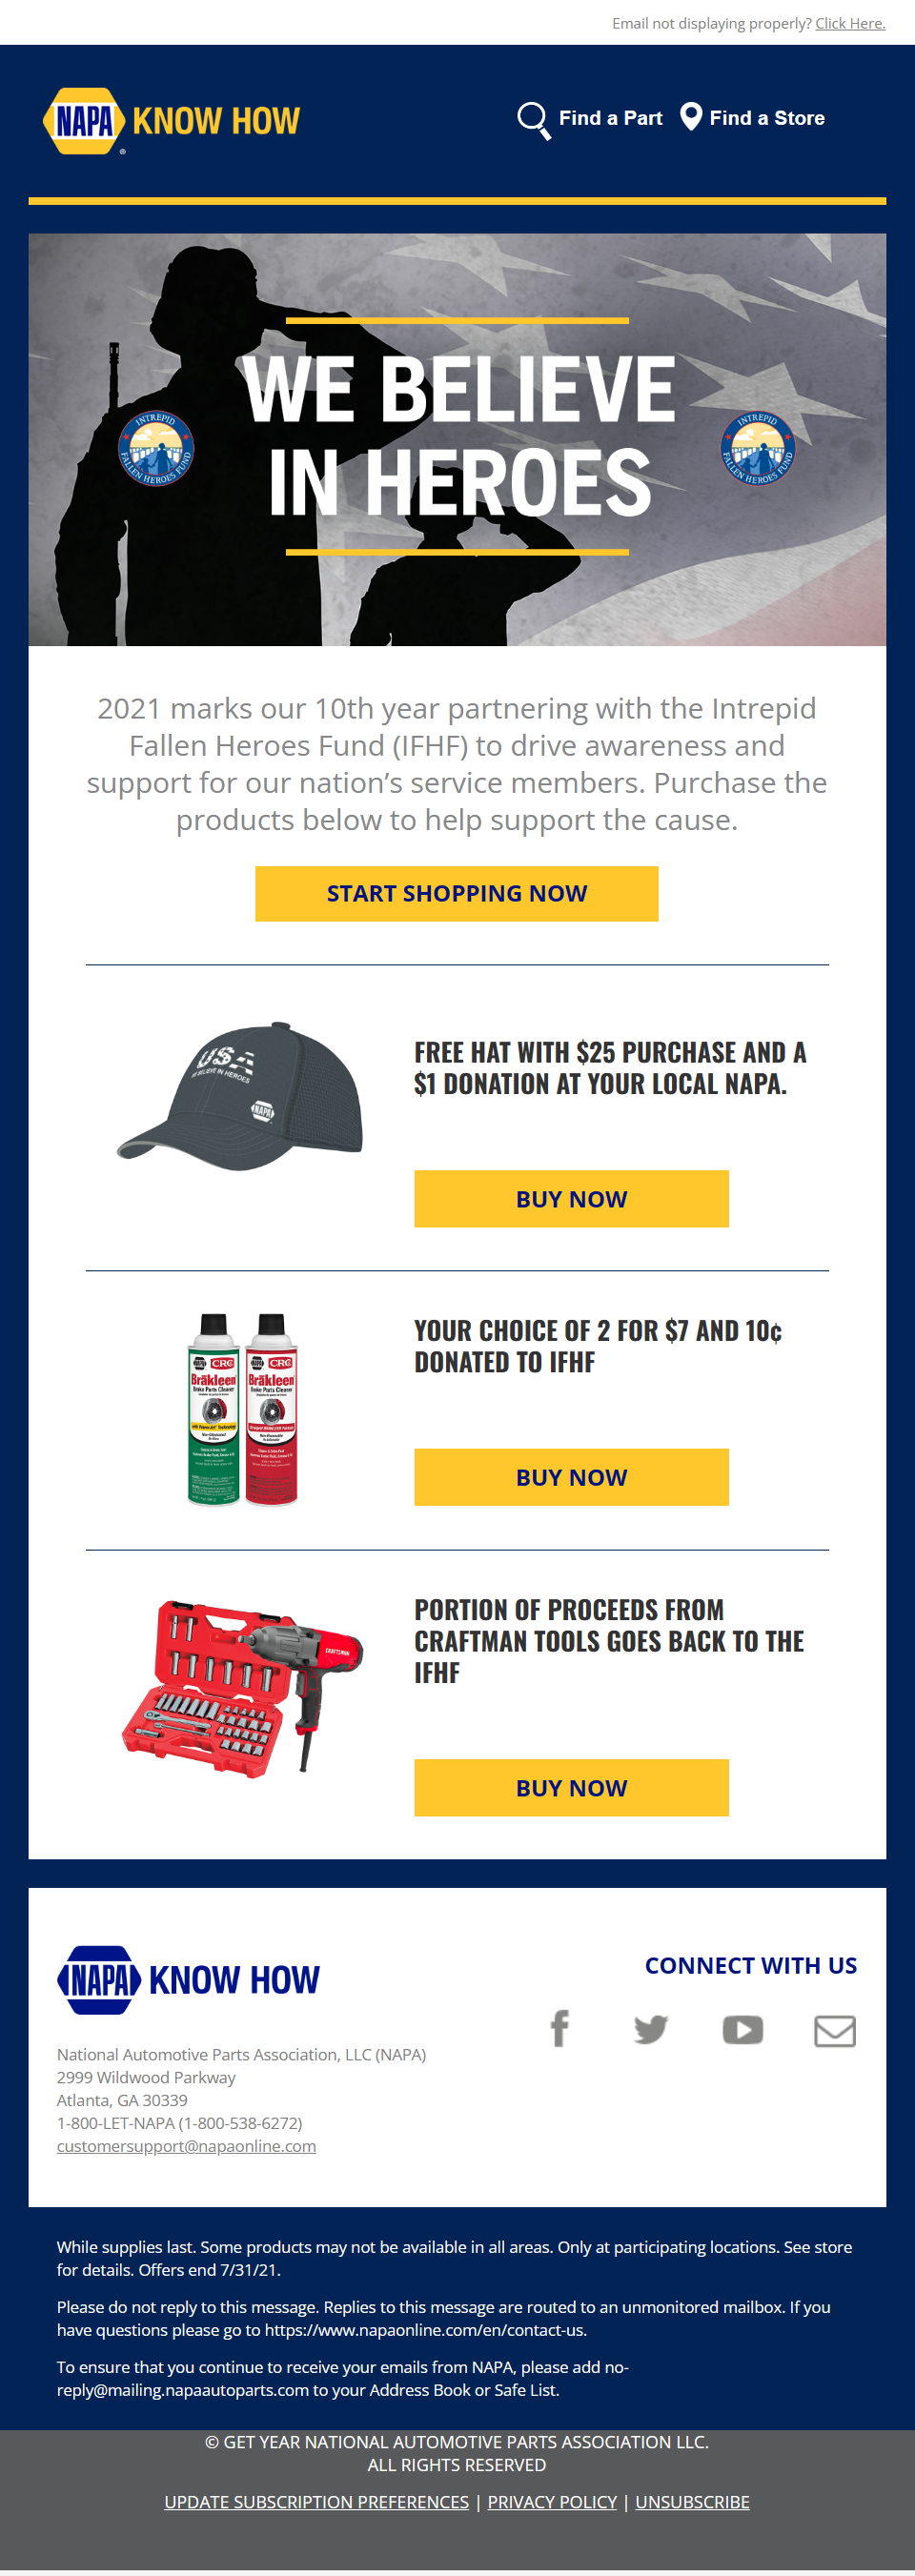 Email not displaying properly? Click Here.
NAPA KNOW HOW
Find a Part
Find a Store
WE BELIEVE
IN HEROES
INTREPID
FALLEN HEROES FUND
INTREPID
FALLEN HEROES FUND
2021 marks our 10th year partnering with the Intrepid
Fallen Heroes Fund (IFHF) to drive awareness and
support for our nation’s service members. Purchase the
products below to help support the cause.
START SHOPPING NOW
USA
WE BELIEVE IN HEROES
NAPA
FREE HAT WITH $25 PURCHASE AND A
$1 DONATION AT YOUR LOCAL NAPA.
BUY NOW
NAPA CRC
Bräkleen
Brake Parts Cleaner
NAPA CRC
Bräkleen
Brake Parts Cleaner
YOUR CHOICE OF 2 FOR $7 AND 10¢
DONATED TO IFHF
BUY NOW
CRAFTSMAN
PORTION OF PROCEEDS FROM
CRAFTMAN TOOLS GOES BACK TO THE
IFHF
BUY NOW
NAPA KNOW HOW
National Automotive Parts Association, LLC (NAPA)
2999 Wildwood Parkway
Atlanta, GA 30339
1-800-LET-NAPA (1-800-538-6272)
customersupport@napaonline.com
CONNECT WITH US
While supplies last. Some products may not be available in all areas. Only at participating locations. See store
for details. Offers end 7/31/21.
Please do not reply to this message. Replies to this message are routed to an unmonitored mailbox. If you
have questions please go to https://www.napaonline.com/en/contact-us.
To ensure that you continue to receive your emails from NAPA, please add no-
reply@mailing.napaautoparts.com to your Address Book or Safe List.
© GET YEAR NATIONAL AUTOMOTIVE PARTS ASSOCIATION LLC.
ALL RIGHTS RESERVED
UPDATE SUBSCRIPTION PREFERENCES | PRIVACY POLICY | UNSUBSCRIBE